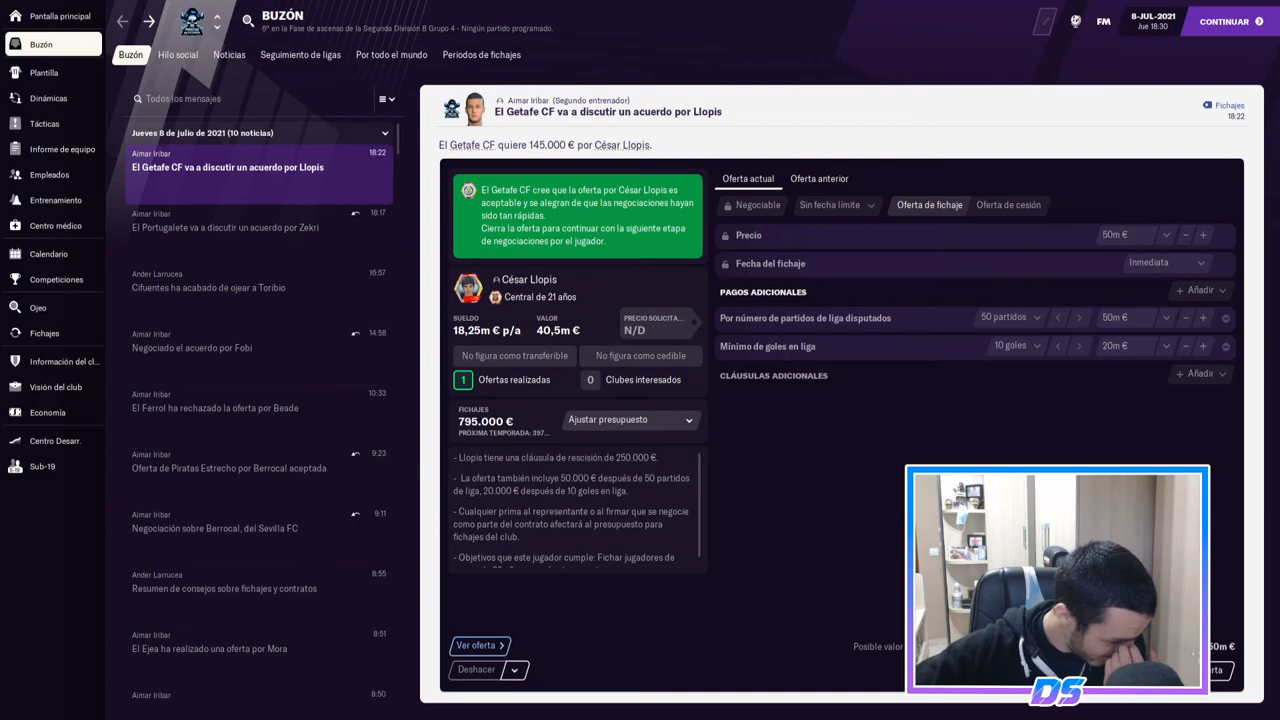 Pantalla principal
Buzón
Plantilla
Dinámicas
Tácticas
Informe de equipo
Empleados
Entrenamiento
Centro médico
Calendario
Competiciones
Ojeo
Fichajes
Información del cl...
Visión del club
Economía
Centro Desarr.
Sub-19
BUZÓN
6º en la Fase de ascenso de la Segunda División B Grupo 4 - Ningún partido programado.
FM
8-JUL-2021
Jue 18:30
CONTINUAR
Buzón
Hilo social
Noticias
Seguimiento de ligas
Por todo el mundo
Periodos de fichajes
Todos los mensajes
Jueves 8 de julio de 2021 (10 noticias)
Aimar Iribar 18:22
El Getafe CF va a discutir un acuerdo por Llopis
Aimar Iribar 18:17
El Portugalete va a discutir un acuerdo por Zekri
Ander Larrucea 16:57
Cifuentes ha acabado de ojear a Toribio
Aimar Iribar 14:58
Negociado el acuerdo por Fobi
Aimar Iribar 10:33
El Ferrol ha rechazado la oferta por Beade
Aimar Iribar 9:23
Oferta de Piratas Estrecho por Berrocal aceptada
Aimar Iribar 9:11
Negociación sobre Berrocal, del Sevilla FC
Ander Larrucea 8:55
Resumen de consejos sobre fichajes y contratos
Aimar Iribar 8:51
El Ejea ha realizado una oferta por Mora
Aimar Iribar 8:50
Aimar Iribar (Segundo entrenador)
El Getafe CF va a discutir un acuerdo por Llopis
Fichajes
18:22
El Getafe CF quiere 145.000 € por César Llopis.
El Getafe CF cree que la oferta por César Llopis es
aceptable y se alegran de que las negociaciones hayan
sido tan rápidas.
Cierra la oferta para continuar con la siguiente etapa
de negociaciones por el jugador.
César Llopis
Central de 21 años
SUELDO
18,25m € p/a
VALOR
40,5m €
PRECIO SOLICITA...
N/D
No figura como transferible
No figura como cedible
1 Ofertas realizadas
0 Clubes interesados
FICHAJES
795.000 €
PRÓXIMA TEMPORADA: 397...
Ajustar presupuesto
- Llopis tiene una cláusula de rescisión de 250.000 €.
- La oferta también incluye 50.000 € después de 50 partidos
de liga, 20.000 € después de 10 goles en liga.
- Cualquier prima al representante o al firmar que se negocie
como parte del contrato afectará al presupuesto para
fichajes del club.
- Objetivos que este jugador cumple: Fichar jugadores de
Ver oferta
Deshacer
Oferta actual
Oferta anterior
Negociable
Sin fecha límite
Oferta de fichaje
Oferta de cesión
Precio 50m €
Fecha del fichaje Inmediata
PAGOS ADICIONALES
Añadir
Por número de partidos de liga disputados 50 partidos 50m €
Mínimo de goles en liga 10 goles 20m €
CLÁUSULAS ADICIONALES
Añadir
Posible valor
DS